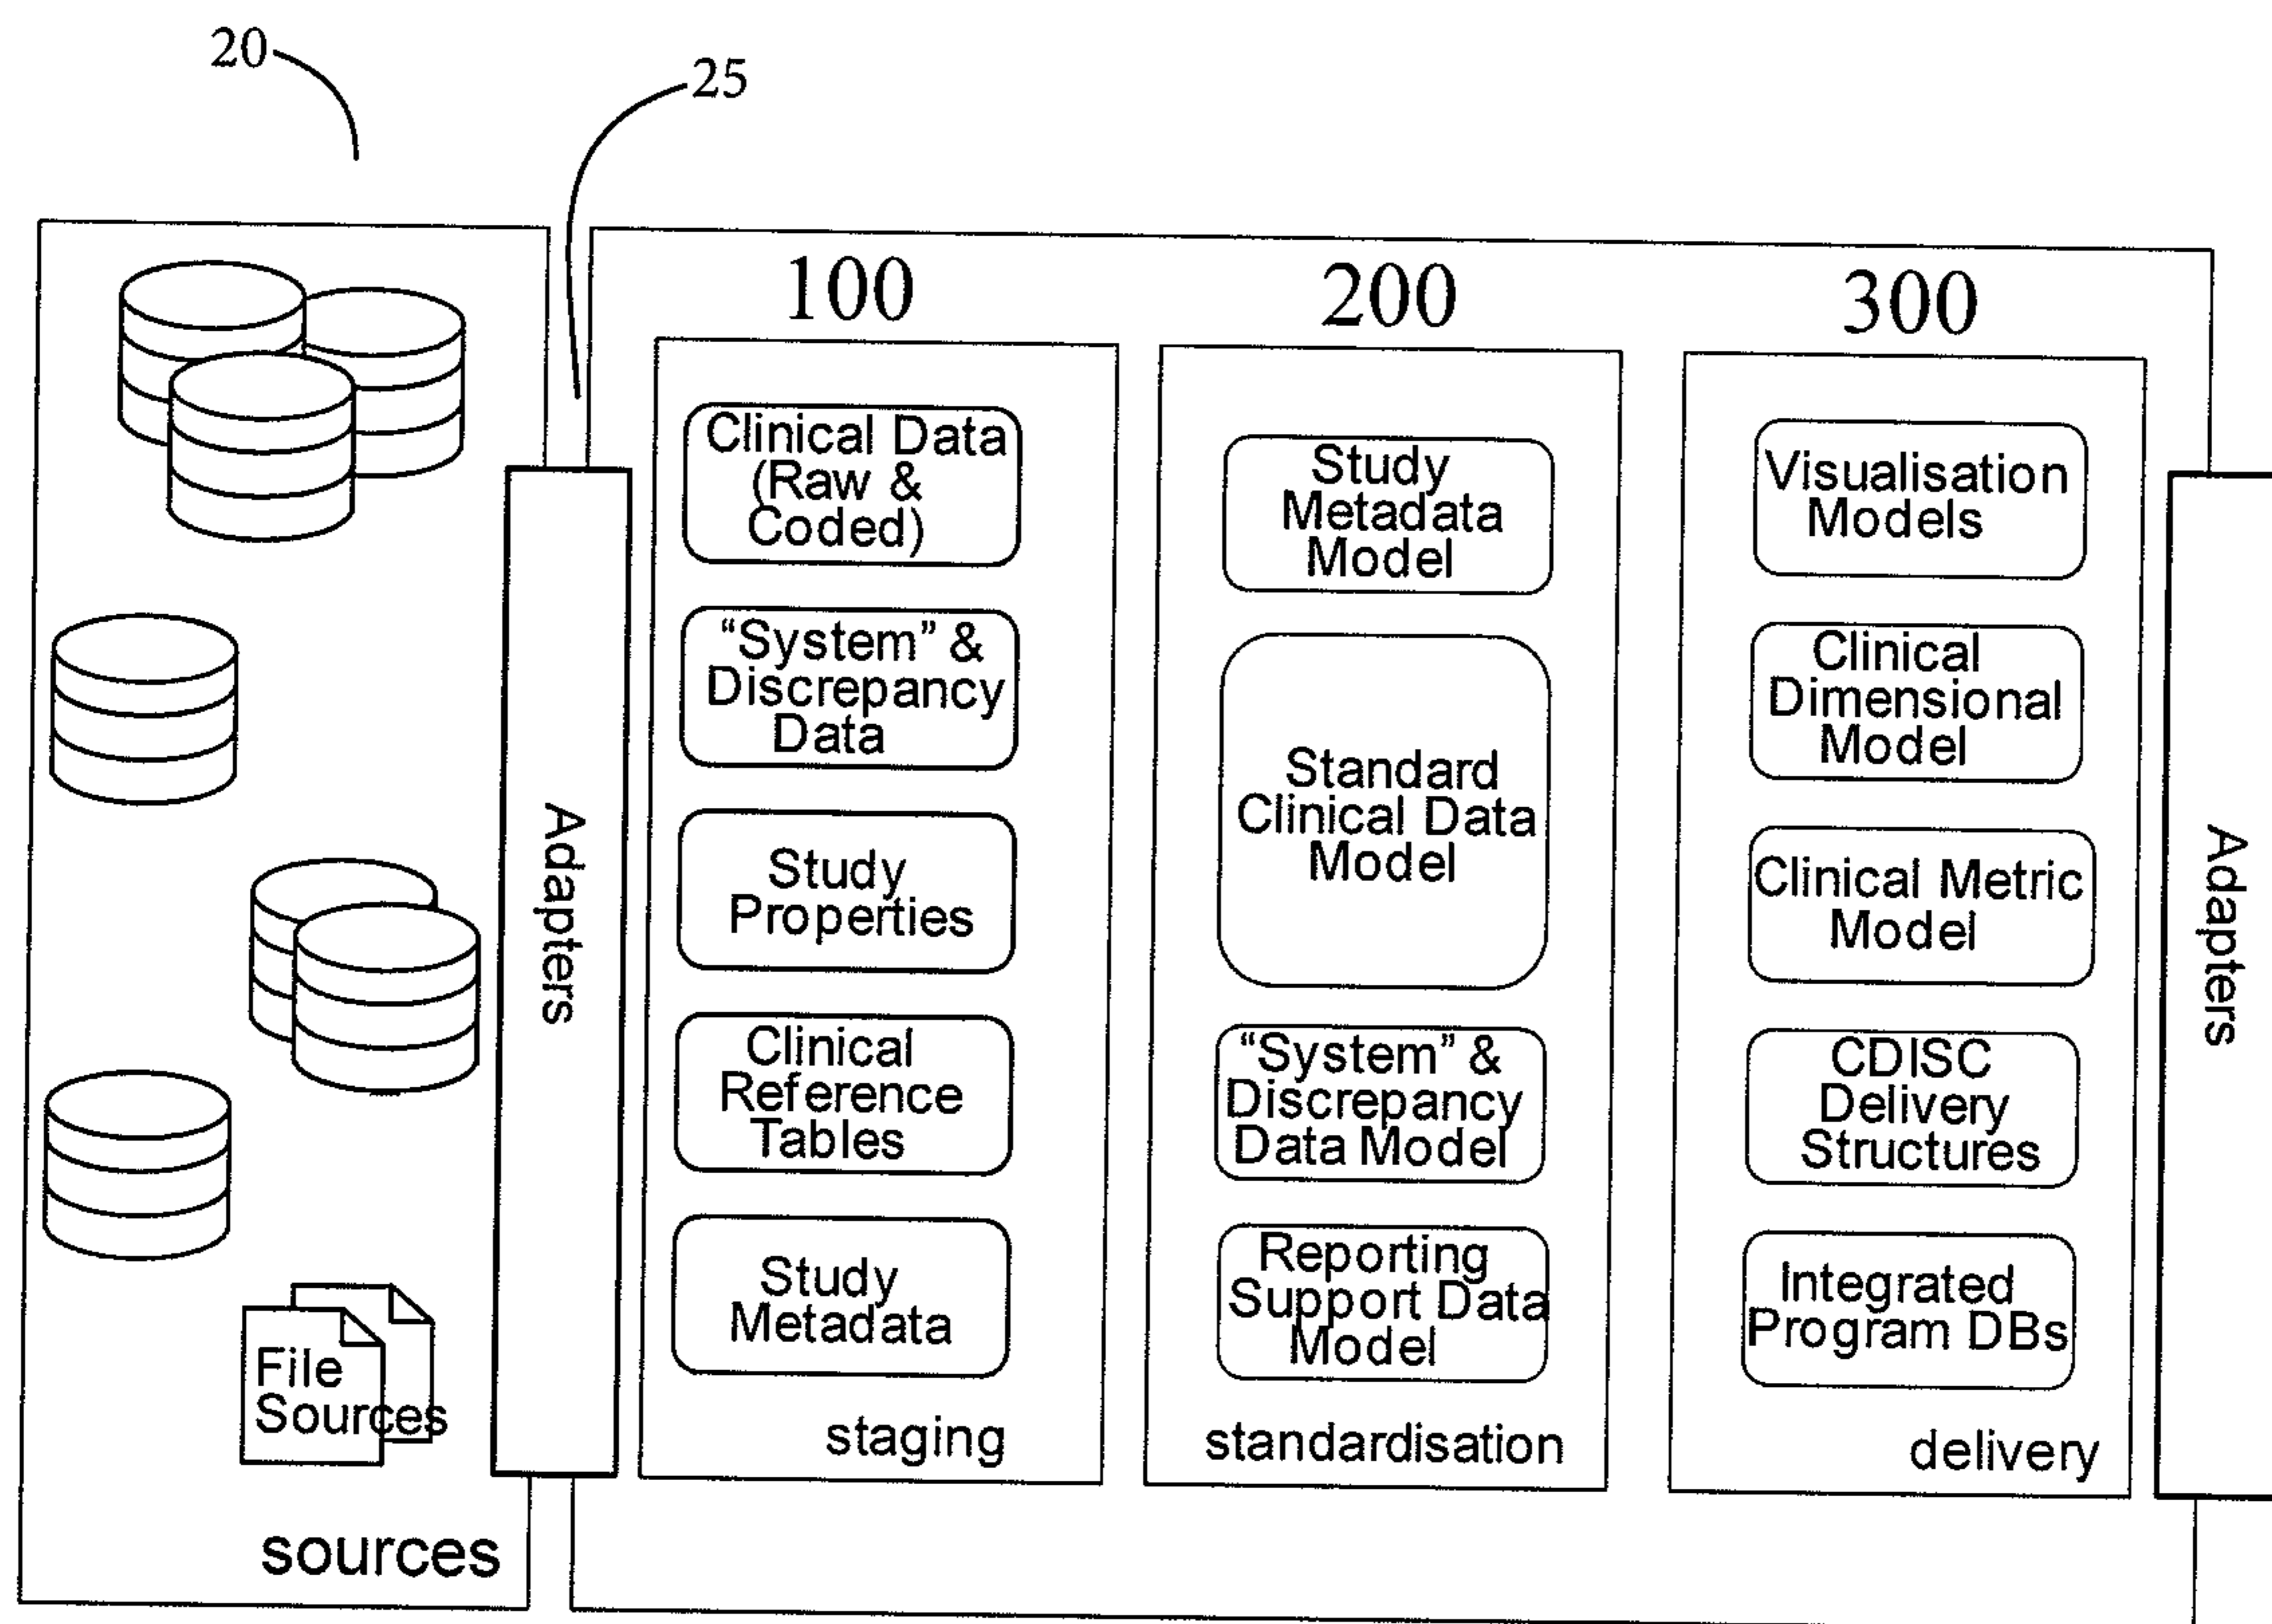 20
25
100
200
300
Clinical Data
(Raw &
Coded)
“System” &
Discrepancy
Data
Study
Properties
Clinical
Reference
Tables
Study
Metadata
staging
Study
Metadata
Model
Standard
Clinical Data
Model
“System” &
Discrepancy
Data Model
Reporting
Support Data
Model
standardisation
Visualisation
Models
Clinical
Dimensional
Model
Clinical Metric
Model
CDISC
Delivery
Structures
Integrated
Program DBs
delivery
Adapters
Adapters
File
Sources
sources